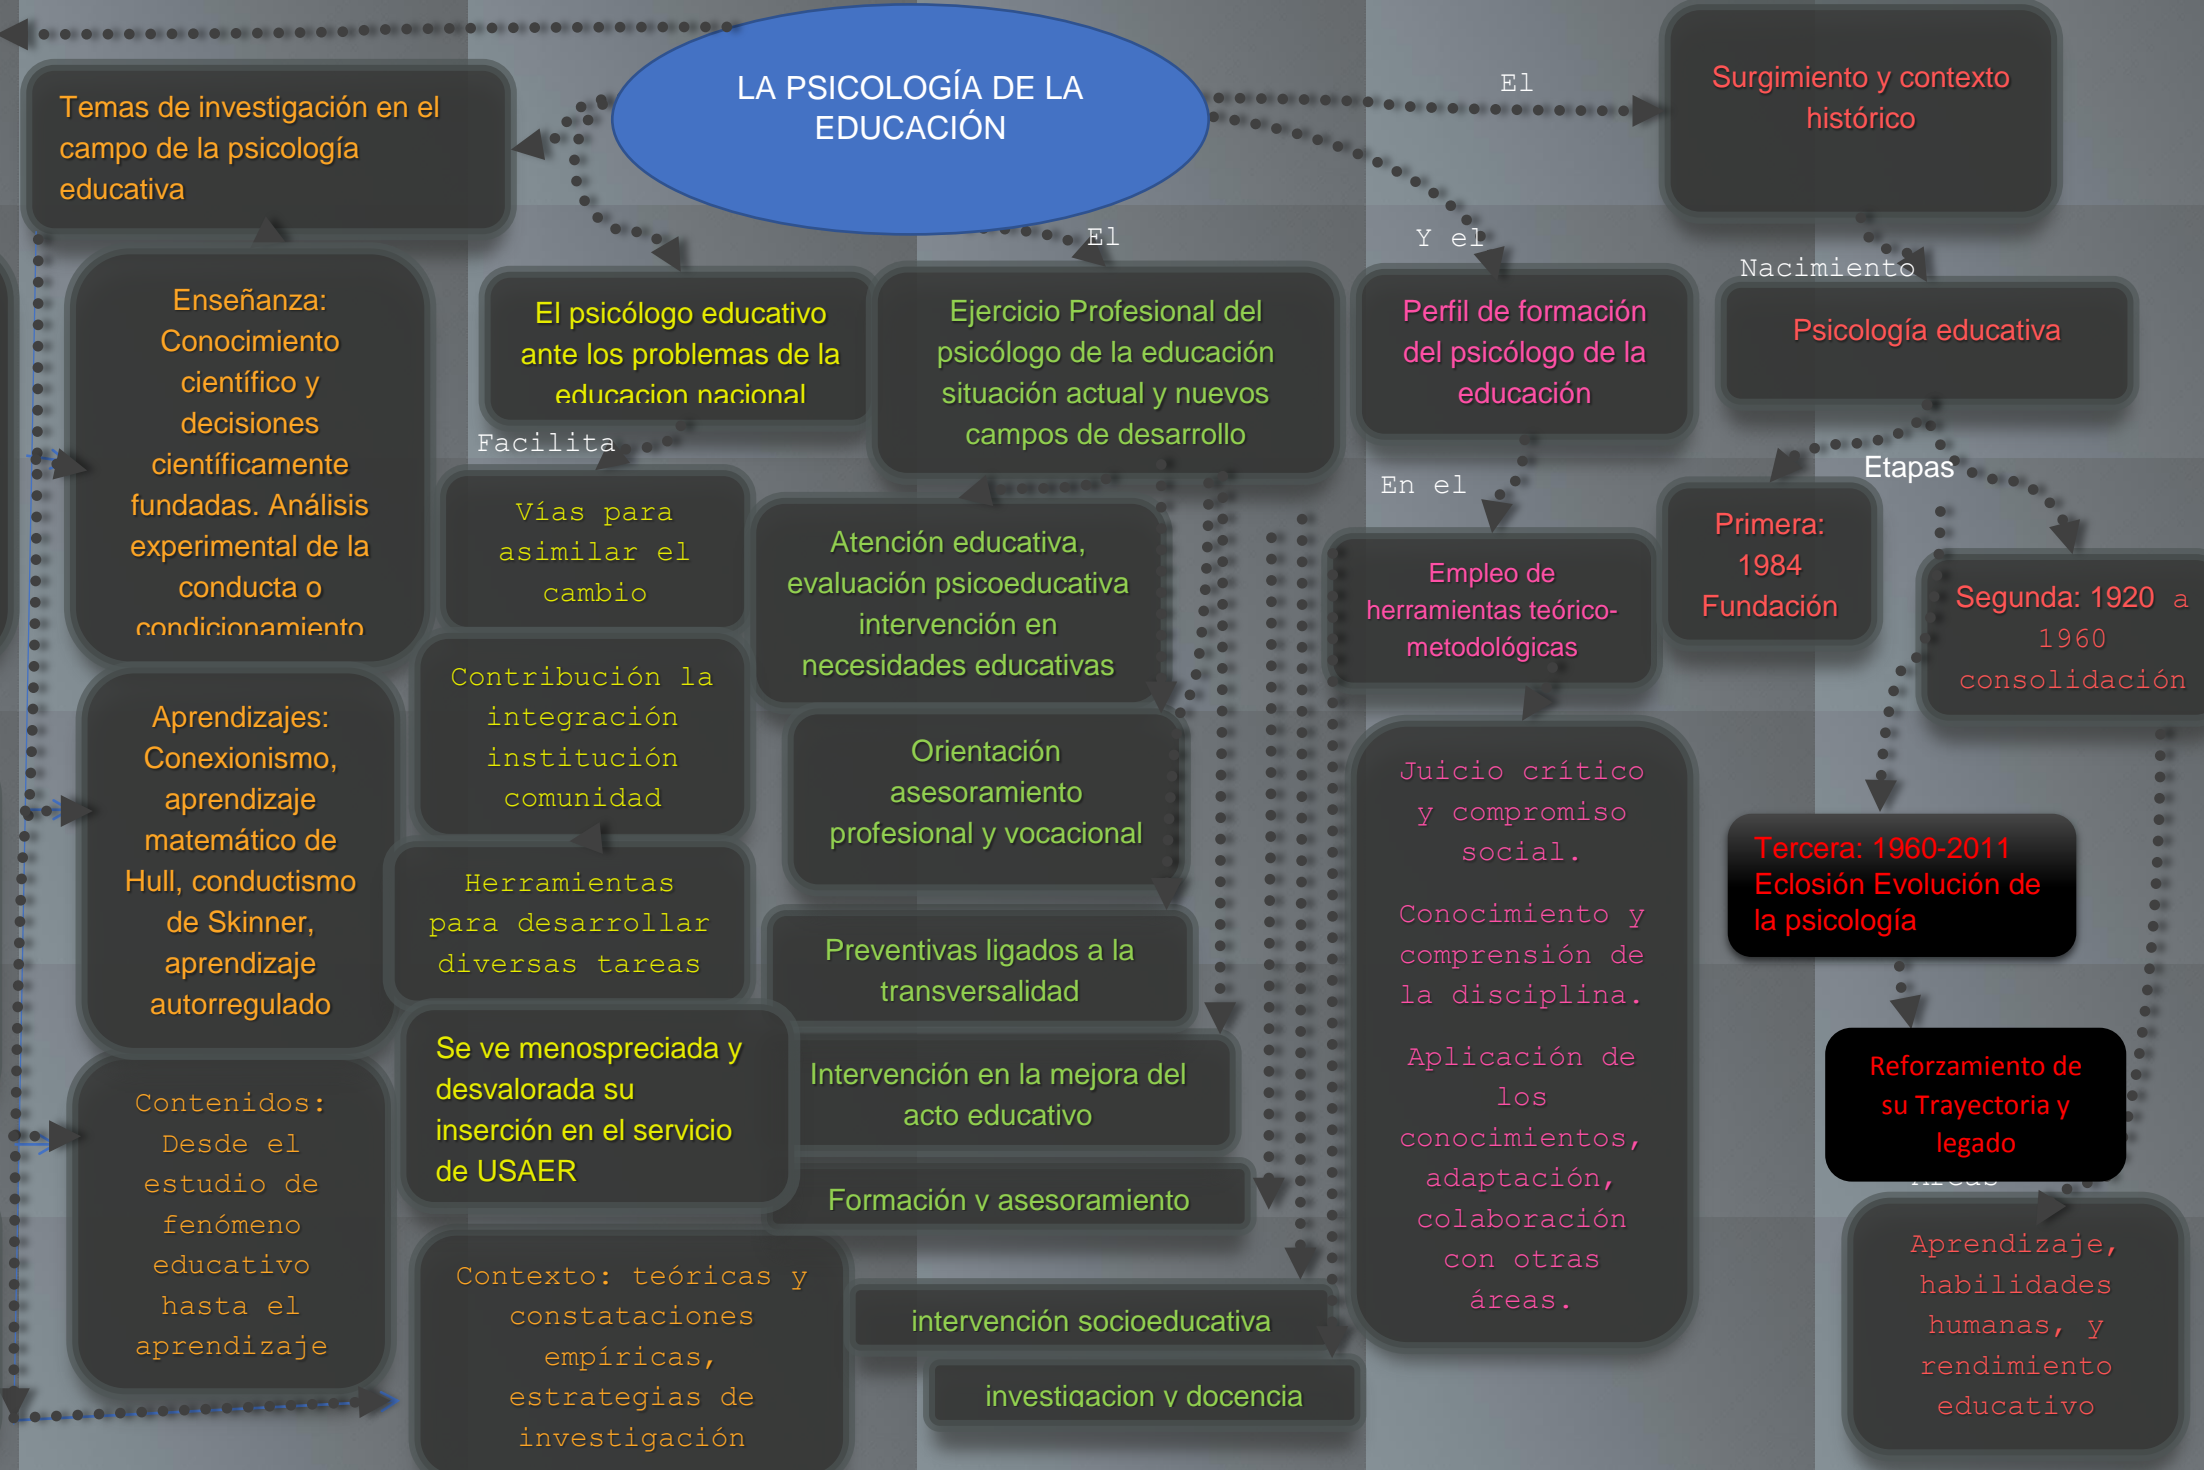 LA PSICOLOGÍA DE LA
EDUCACIÓN
El
Surgimiento y contexto
histórico
Temas de investigación en el
campo de la psicología
educativa
El
Y el
Nacimiento
Enseñanza:
Conocimiento
científico y
decisiones
científicamente
fundadas. Análisis
experimental de la
conducta o
condicionamiento
El psicólogo educativo
ante los problemas de la
educacion nacional
Ejercicio Profesional del
psicólogo de la educación
situación actual y nuevos
campos de desarrollo
Perfil de formación
del psicólogo de la
educación
Psicología educativa
Facilita
En el
Etapas
Vías para
asimilar el
cambio
Atención educativa,
evaluación psicoeducativa
intervención en
necesidades educativas
Empleo de
herramientas teórico-
metodológicas
Primera:
1984
Fundación
Segunda: 1920 a
1960
consolidación
Aprendizajes:
Conexionismo,
aprendizaje
matemático de
Hull, conductismo
de Skinner,
aprendizaje
autorregulado
Contribución la
integración
institución
comunidad
Orientación
asesoramiento
profesional y vocacional
Juicio crítico
y compromiso
social.
Conocimiento y
comprensión de
la disciplina.
Aplicación de
los
conocimientos,
adaptación,
colaboración
con otras
áreas.
Tercera: 1960-2011
Eclosión Evolución de
la psicología
Herramientas
para desarrollar
diversas tareas
Preventivas ligados a la
transversalidad
Se ve menospreciada y
desvalorada su
inserción en el servicio
de USAER
Intervención en la mejora del
acto educativo
Reforzamiento de
su Trayectoria y
legado
Contenidos:
Desde el
estudio de
fenómeno
educativo
hasta el
aprendizaje
Formación y asesoramiento
Áreas
Contexto: teóricas y
constataciones
empíricas,
estrategias de
investigación
intervención socioeducativa
investigacion y docencia
Aprendizaje,
habilidades
humanas, y
rendimiento
educativo